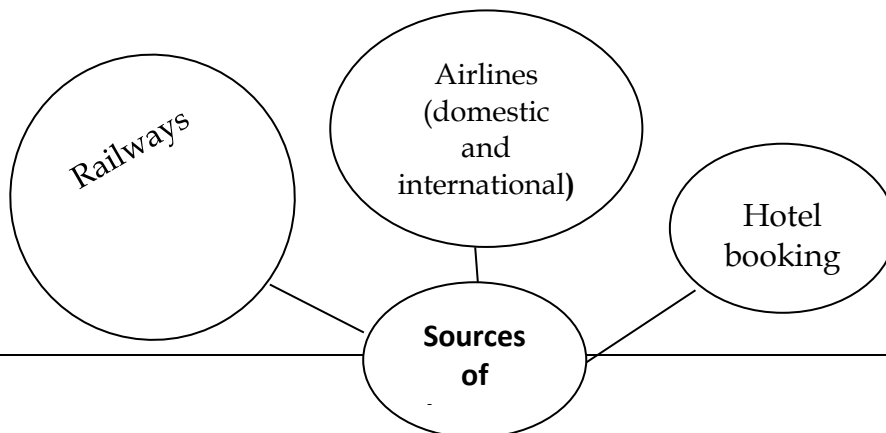 Railways
Airlines
(domestic
and
international)
Hotel
booking
Sources
of